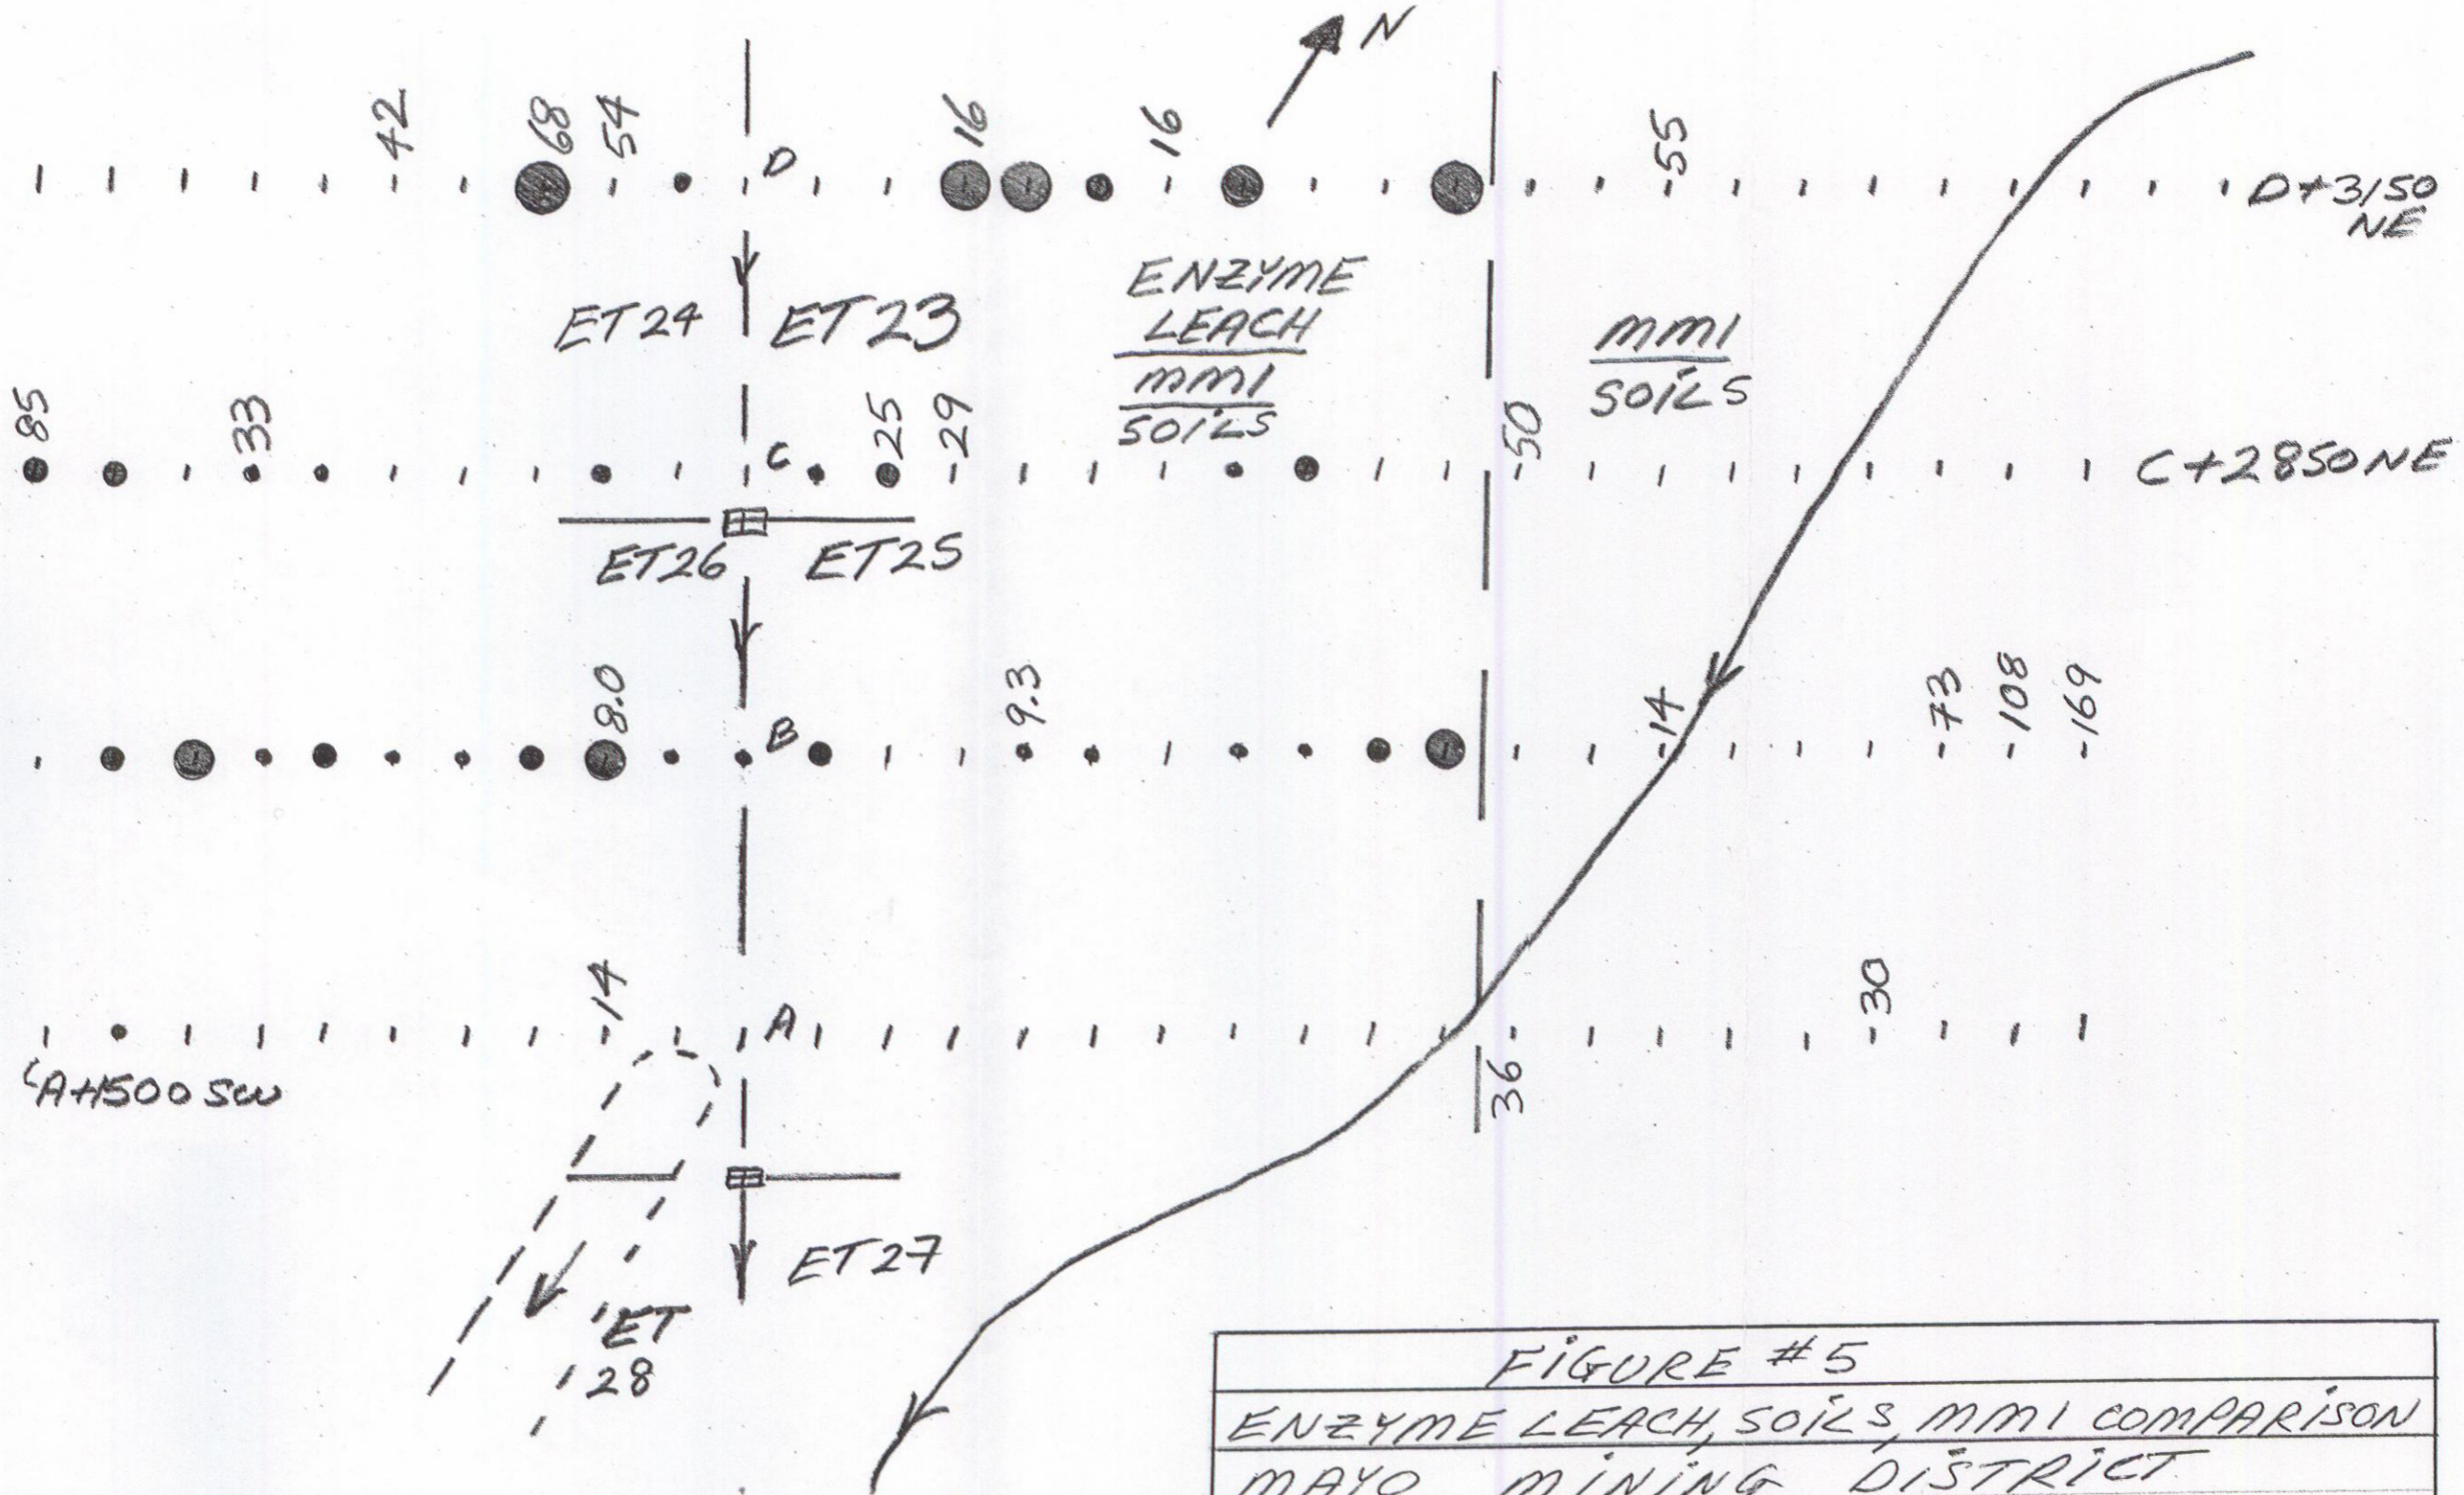 N
42
68
54
16
16
55
D
D+3150
NE
ET24
ET23
ENZYME
LEACH
MMI
SOILS
MMI
SOILS
85
33
25
29
50
C
C+2850NE
ET26
ET25
8.0
9.3
14
73
108
169
B
14
30
A
36
ET27
ET
28
FIGURE #5
ENZYME LEACH, SOILS, MMI COMPARISON
MAYO MINING DISTRICT